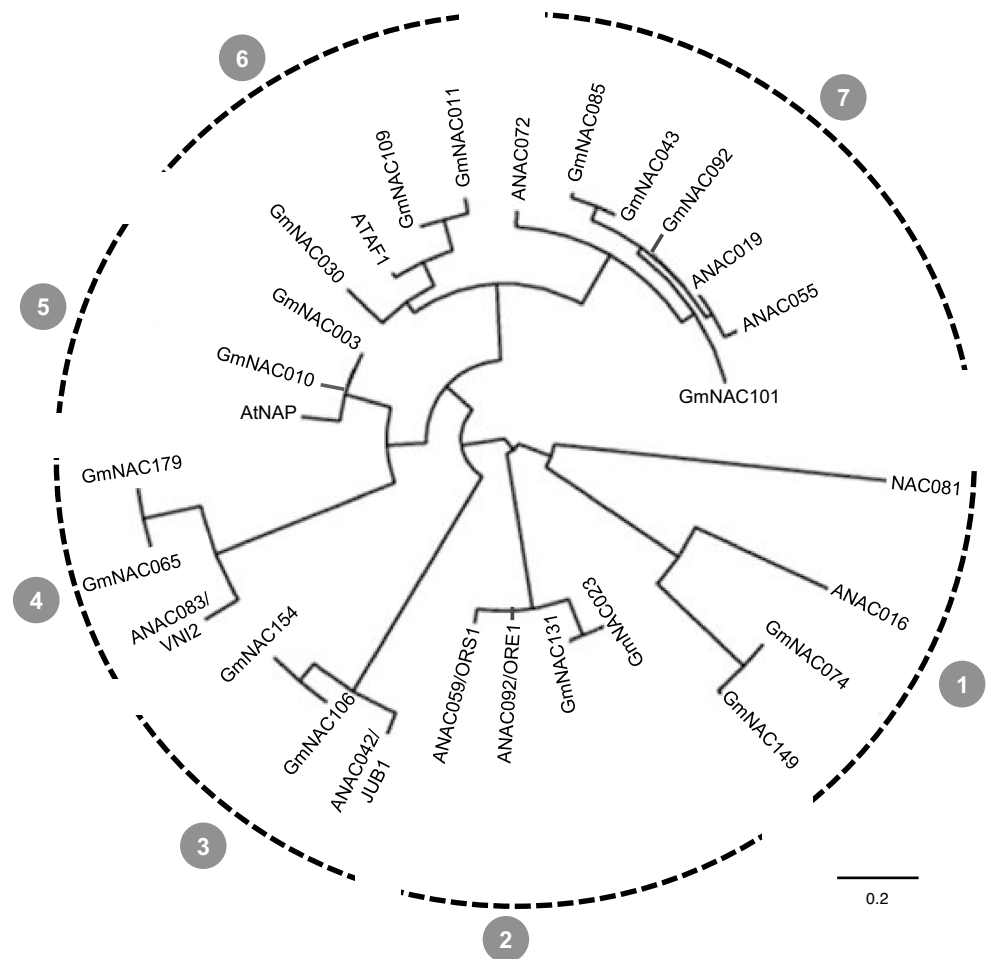 6
7
GmNAC011
GmNAC109
ATAF1
GmNAC030
ANAC072
GmNAC085
GmNAC043
GmNAC092
ANAC019
ANAC055
GmNAC101
5
GmNAC003
GmNAC010
AtNAP
GmNAC179
GmNAC065
ANAC083/
VNI2
4
GmNAC154
GmNAC106
ANAC042/
JUB1
3
ANAC059/ORS1
ANAC092/ORE1
GmNAC131
GmNAC023
2
NAC081
ANAC016
GmNAC074
GmNAC149
1
0.2